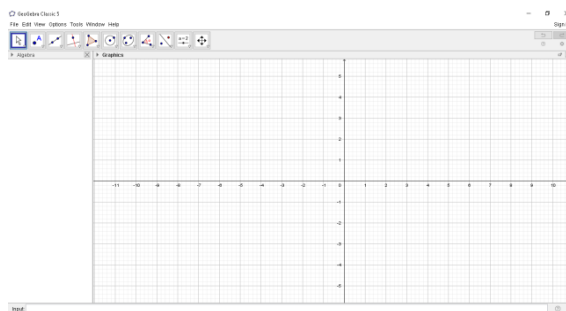 GeoGebra Classic 5
File Edit View Options Tools Window Help
Sign
A
a=2
Algebra
Graphics
5
4
3
2
1
-11 -10 -9 -8 -7 -6 -5 -4 -3 -2 -1 0 1 2 3 4 5 6 7 8 9 10
-1
-2
-3
-4
-5
Input: